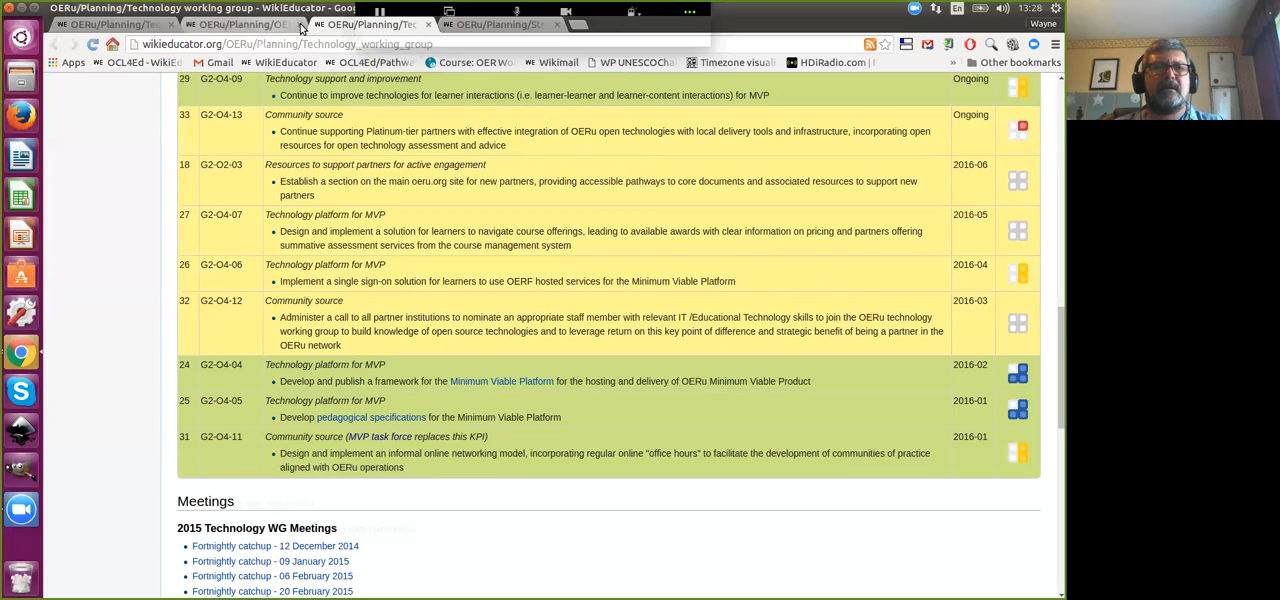 OERu/Planning/Technology working group - WikiEducator - Goo
En
13:28
OERu/Planning/Te
OERu/Planning/OE
OERu/Planning/Tec
OERu/Planning/Str
Wayne
wikieducator.org/OERu/Planning/Technology_working_group
Apps
OCL4Ed - WikiEd
Gmail
WikiEducator
OCL4Ed/Pathwa
Course: OER Wo
Wikimail
WP UNESCOCha
Timezone visuali
HDiRadio.com |
»
Other bookmarks
29 G2-O4-09 Technology support and improvement Ongoing
Continue to improve technologies for learner interactions (i.e. learner-learner and learner-content interactions) for MVP
33 G2-O4-13 Community source Ongoing
Continue supporting Platinum-tier partners with effective integration of OERu open technologies with local delivery tools and infrastructure, incorporating open
resources for open technology assessment and advice
18 G2-O2-03 Resources to support partners for active engagement 2016-06
Establish a section on the main oeru.org site for new partners, providing accessible pathways to core documents and associated resources to support new
partners
27 G2-O4-07 Technology platform for MVP 2016-05
Design and implement a solution for learners to navigate course offerings, leading to available awards with clear information on pricing and partners offering
summative assessment services from the course management system
26 G2-O4-06 Technology platform for MVP 2016-04
Implement a single sign-on solution for learners to use OERF hosted services for the Minimum Viable Platform
32 G2-O4-12 Community source 2016-03
Administer a call to all partner institutions to nominate an appropriate staff member with relevant IT /Educational Technology skills to join the OERu technology
working group to build knowledge of open source technologies and to leverage return on this key point of difference and strategic benefit of being a partner in the
OERu network
24 G2-O4-04 Technology platform for MVP 2016-02
Develop and publish a framework for the Minimum Viable Platform for the hosting and delivery of OERu Minimum Viable Product
25 G2-O4-05 Technology platform for MVP 2016-01
Develop pedagogical specifications for the Minimum Viable Platform
31 G2-O4-11 Community source (MVP task force replaces this KPI) 2016-01
Design and implement an informal online networking model, incorporating regular online "office hours" to facilitate the development of communities of practice
aligned with OERu operations
Meetings
2015 Technology WG Meetings
Fortnightly catchup - 12 December 2014
Fortnightly catchup - 09 January 2015
Fortnightly catchup - 06 February 2015
Fortnightly catchup - 20 February 2015